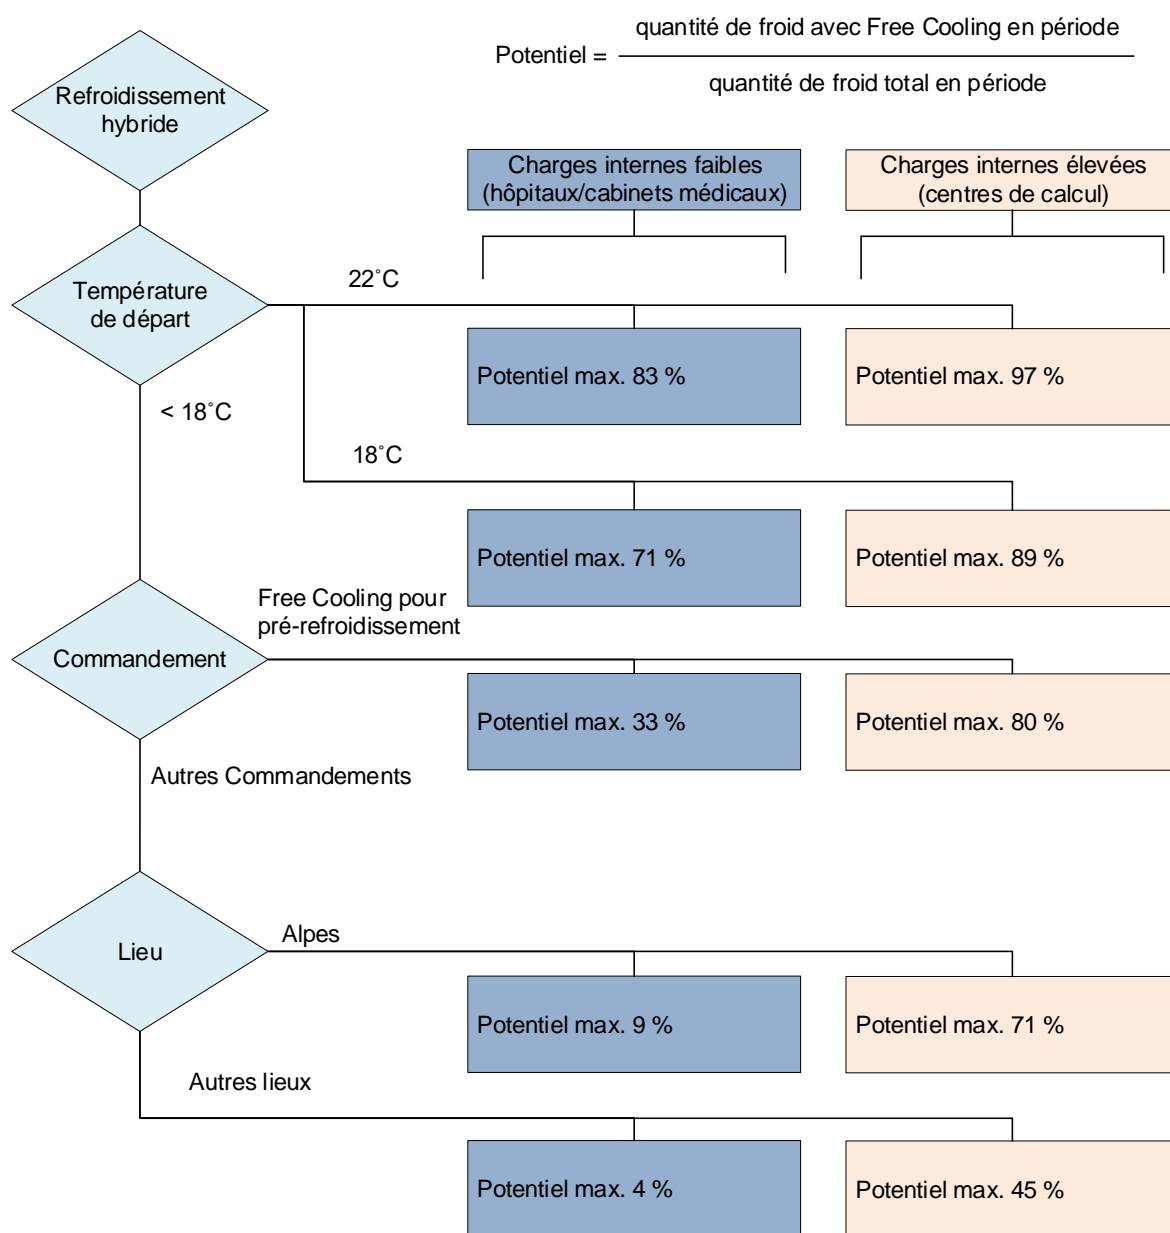 quantité de froid avec Free Cooling en période
Potentiel =
quantité de froid total en période
Refroidissement
hybride
Charges internes faibles
(hôpitaux/cabinets médicaux)
Charges internes élevées
(centres de calcul)
Température
de départ
22˚C
Potentiel max. 83 %
Potentiel max. 97 %
< 18˚C
18˚C
Potentiel max. 71 %
Potentiel max. 89 %
Free Cooling pour
pré-refroidissement
Commandement
Potentiel max. 33 %
Potentiel max. 80 %
Autres Commandements
Lieu
Alpes
Potentiel max. 9 %
Potentiel max. 71 %
Autres lieux
Potentiel max. 4 %
Potentiel max. 45 %